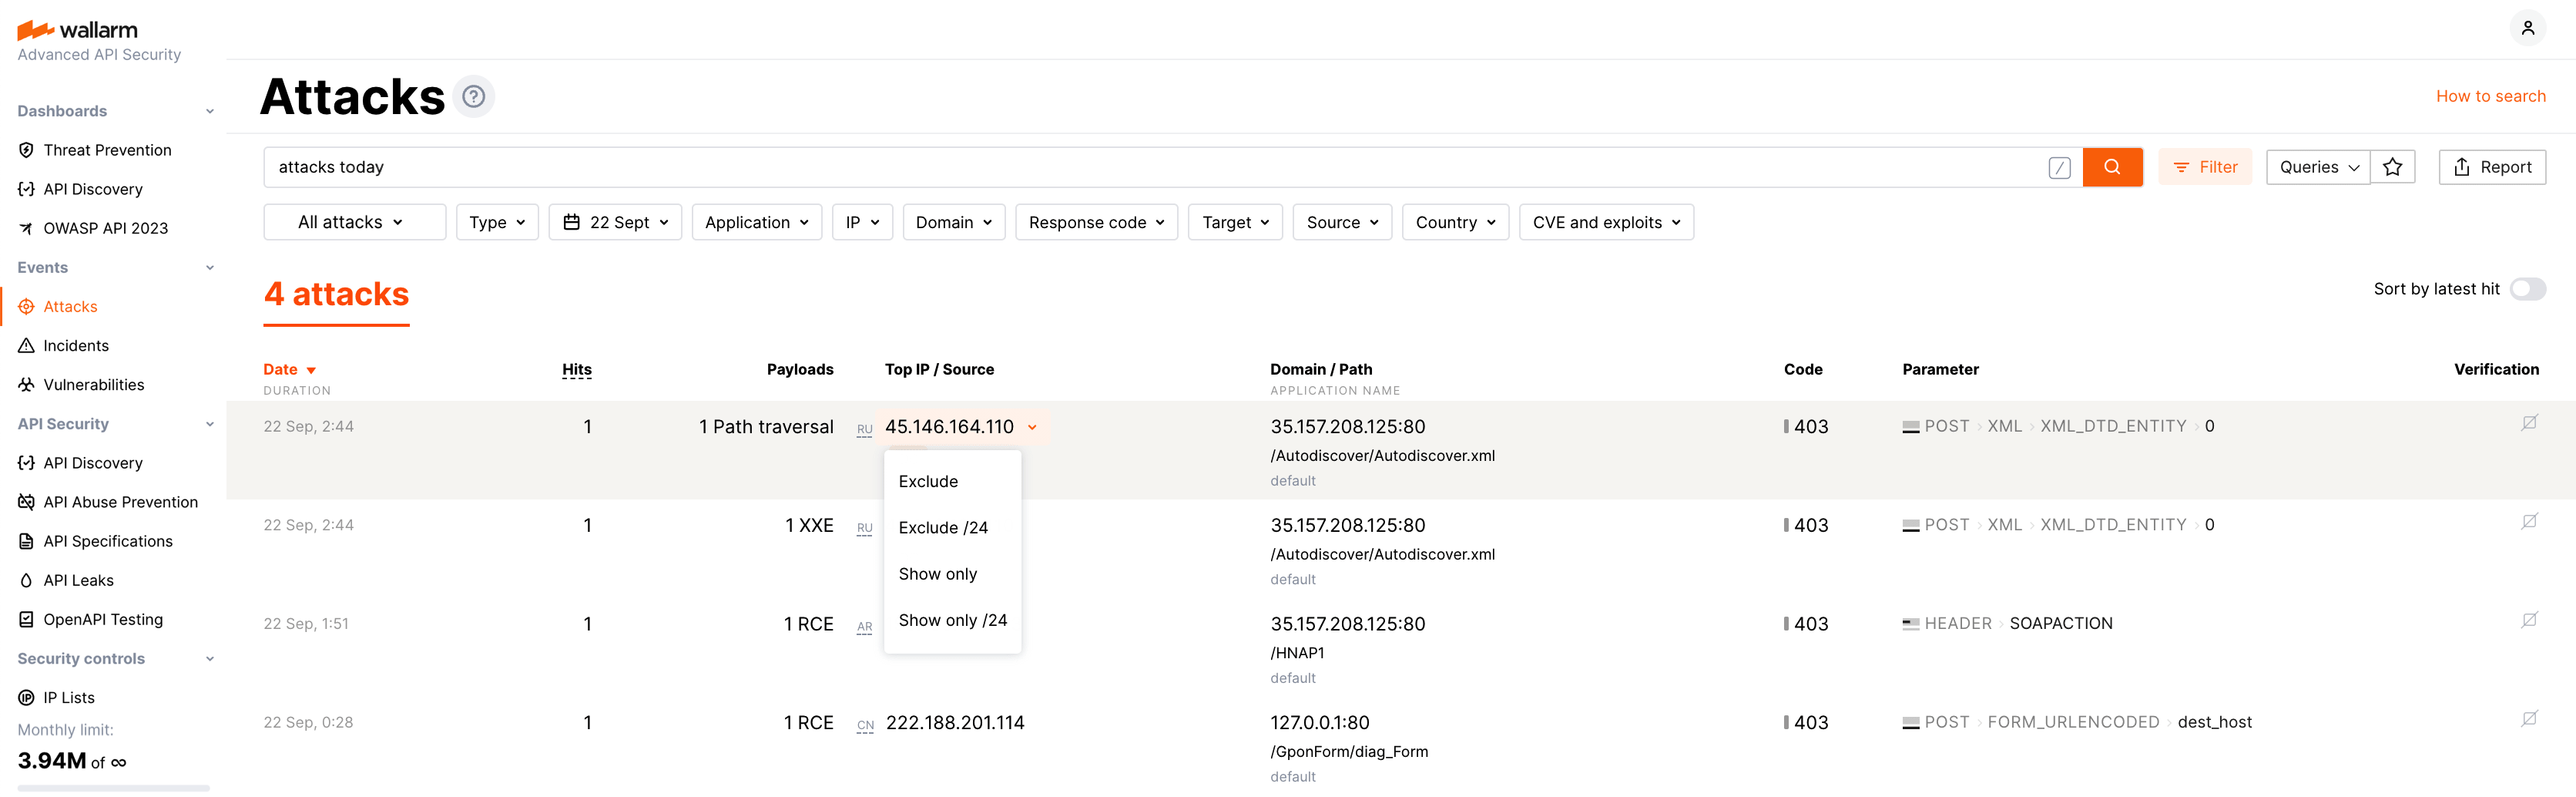 wallarm
Advanced API Security
Dashboards
Threat Prevention
API Discovery
OWASP API 2023
Events
Attacks
Incidents
Vulnerabilities
API Security
API Discovery
API Abuse Prevention
API Specifications
API Leaks
OpenAPI Testing
Security controls
IP Lists
Monthly limit:
3.94M of ∞
Attacks ?
How to search
attacks today / Filter Queries Report
All attacks Type 22 Sept Application IP Domain Response code Target Source Country CVE and exploits
4 attacks
Sort by latest hit
Date Hits Payloads Top IP / Source Domain / Path Code Parameter Verification
DURATION APPLICATION NAME
22 Sep, 2:44 1 1 Path traversal RU 45.146.164.110 35.157.208.125:80 403 POST › XML › XML_DTD_ENTITY › 0
/Autodiscover/Autodiscover.xml
default
Exclude
Exclude /24
Show only
Show only /24
22 Sep, 2:44 1 1 XXE RU 35.157.208.125:80 403 POST › XML › XML_DTD_ENTITY › 0
/Autodiscover/Autodiscover.xml
default
22 Sep, 1:51 1 1 RCE AR 35.157.208.125:80 403 HEADER › SOAPACTION
/HNAP1
default
22 Sep, 0:28 1 1 RCE CN 222.188.201.114 127.0.0.1:80 403 POST › FORM_URLENCODED › dest_host
/GponForm/diag_Form
default